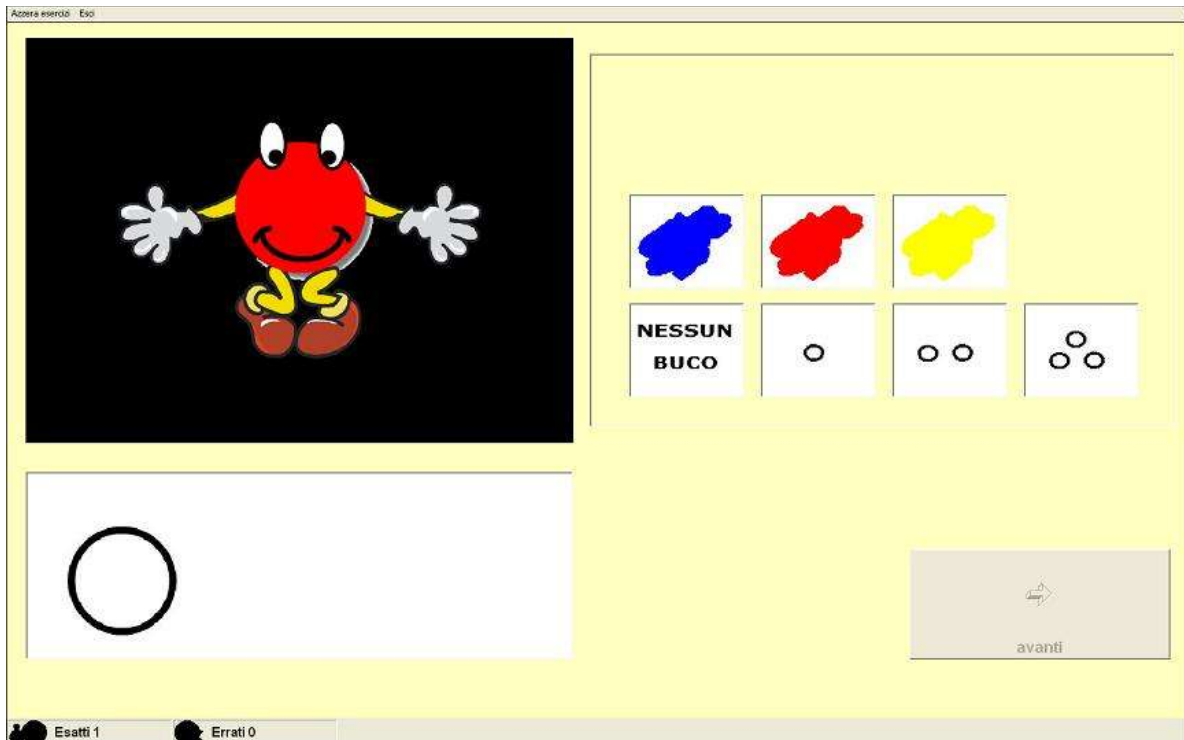 Azzera esercizi Esci
NESSUN
BUCO
avanti
Esatti 1 Errati 0